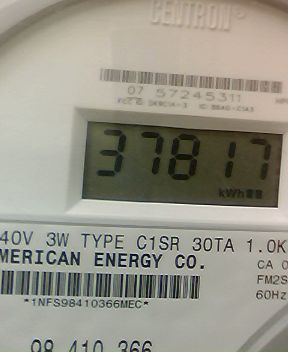 CENTRON®
07 57245311
37817
kWh
40V 3W TYPE C1SR 30TA 1.0K
MERICAN ENERGY CO.
CA 0
FM2S
60Hz
*1NFS98410366MEC*
98 410 366